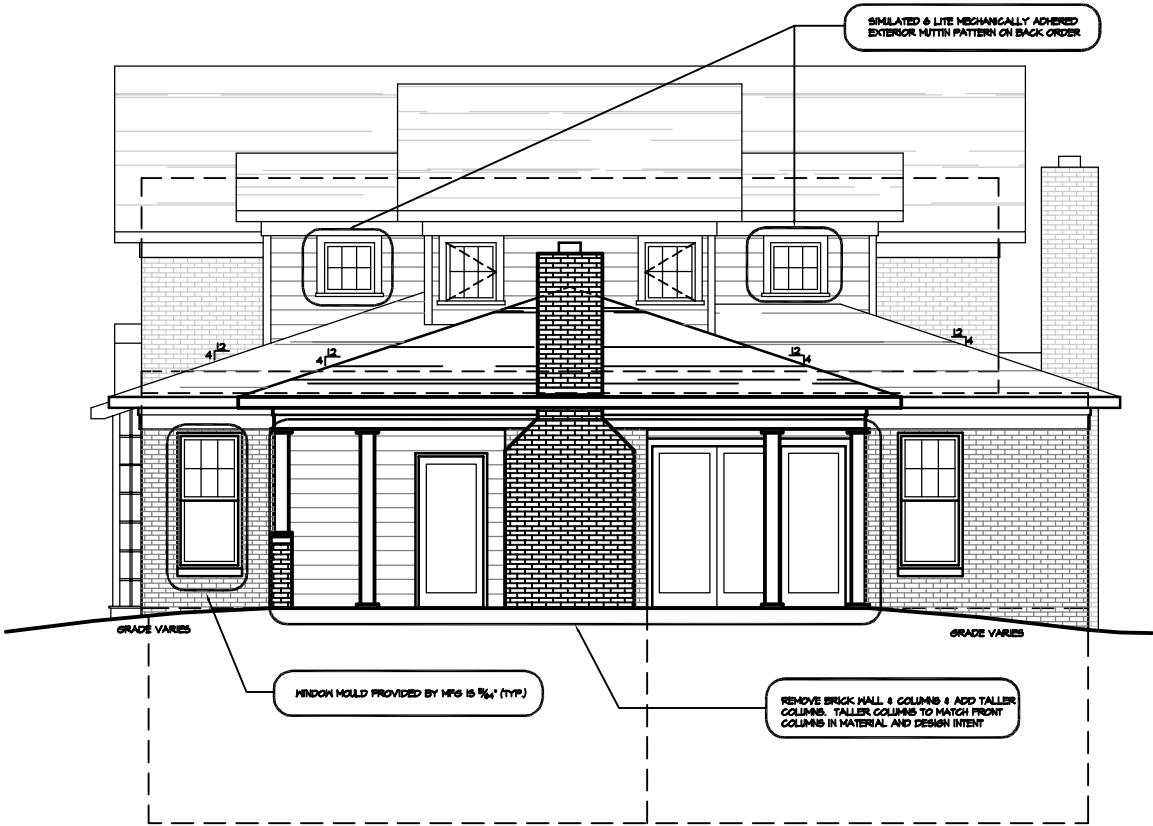 SIMULATED 6 LITE MECHANICALLY ADHERED
EXTERIOR MUTTIN PATTERN ON BACK ORDER
12
4
12
4
12
4
12
4
GRADE VARIES
GRADE VARIES
WINDOW MOULD PROVIDED BY MFG IS (TYP.)
REMOVE BRICK WALL & COLUMNS & ADD TALLER
COLUMNS. TALLER COLUMNS TO MATCH FRONT
COLUMNS IN MATERIAL AND DESIGN INTENT